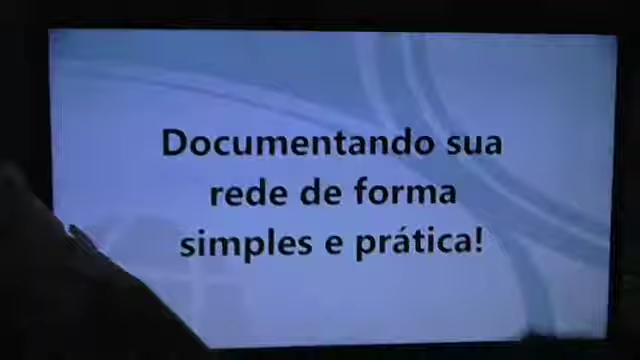 Documentando sua
rede de forma
simples e prática!